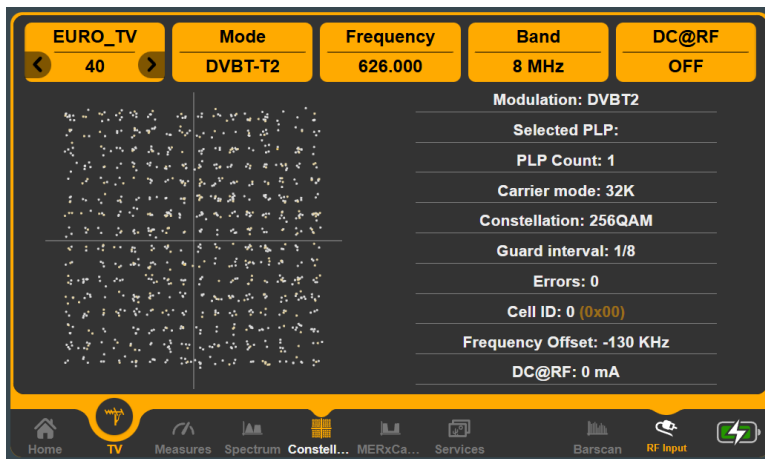 EURO_TV
40
Mode
DVBT-T2
Frequency
626.000
Band
8 MHz
DC@RF
OFF
Modulation: DVBT2
Selected PLP:
PLP Count: 1
Carrier mode: 32K
Constellation: 256QAM
Guard interval: 1/8
Errors: 0
Cell ID: 0 (0x00)
Frequency Offset: -130 KHz
DC@RF: 0 mA
Home
TV
Measures
Spectrum
Constell...
MERxCa...
Services
Barscan
RF Input